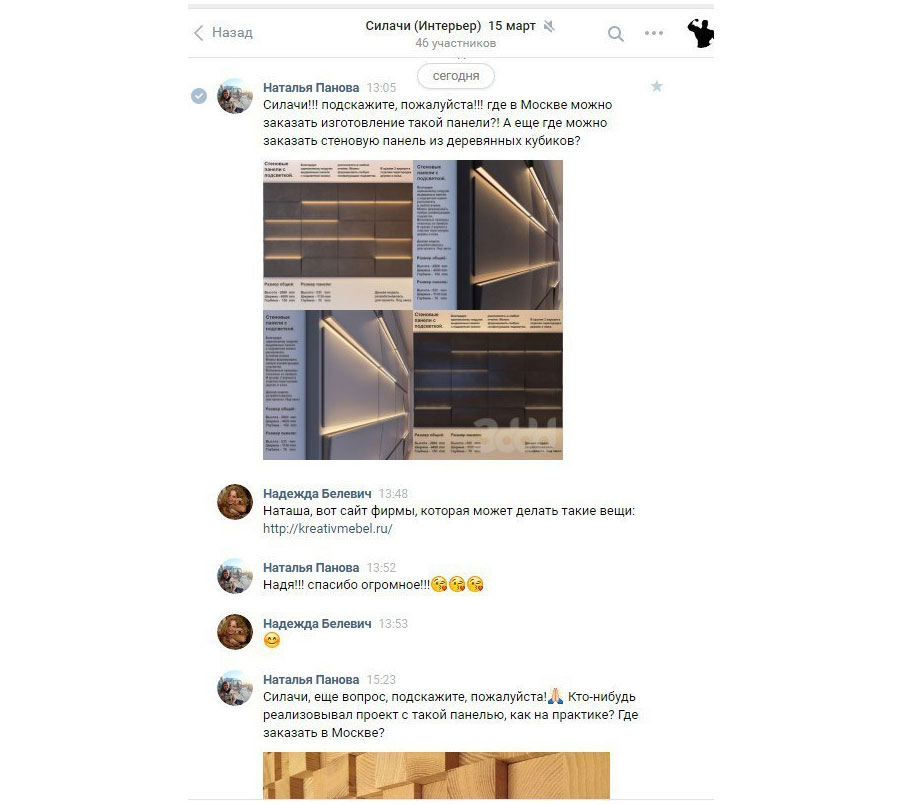 Назад
Силачи (Интерьер) 15 март
46 участников
сегодня
Наталья Панова 13:05
Силачи!!! подскажите, пожалуйста!!! где в Москве можно
заказать изготовление такой панели?! А еще где можно
заказать стеновую панель из деревянных кубиков?
Стеновые
панели с
подсветкой.
Размер общий:
Размер панели:
Стеновые
панели с
подсветкой.
Размер общий:
Размер панели:
Стеновые
панели с
подсветкой.
Размер общий:
Размер панели:
Стеновые
панели с
подсветкой.
Размер общий:
Размер панели:
Надежда Белевич 13:48
Наташа, вот сайт фирмы, которая может делать такие вещи:
http://kreativmebel.ru/
Наталья Панова 13:52
Надя!!! спасибо огромное!!!😘😘😘
Надежда Белевич 13:53
😊
Наталья Панова 15:23
Силачи, еще вопрос, подскажите, пожалуйста!🙏 Кто-нибудь
реализовывал проект с такой панелью, как на практике? Где
заказать в Москве?